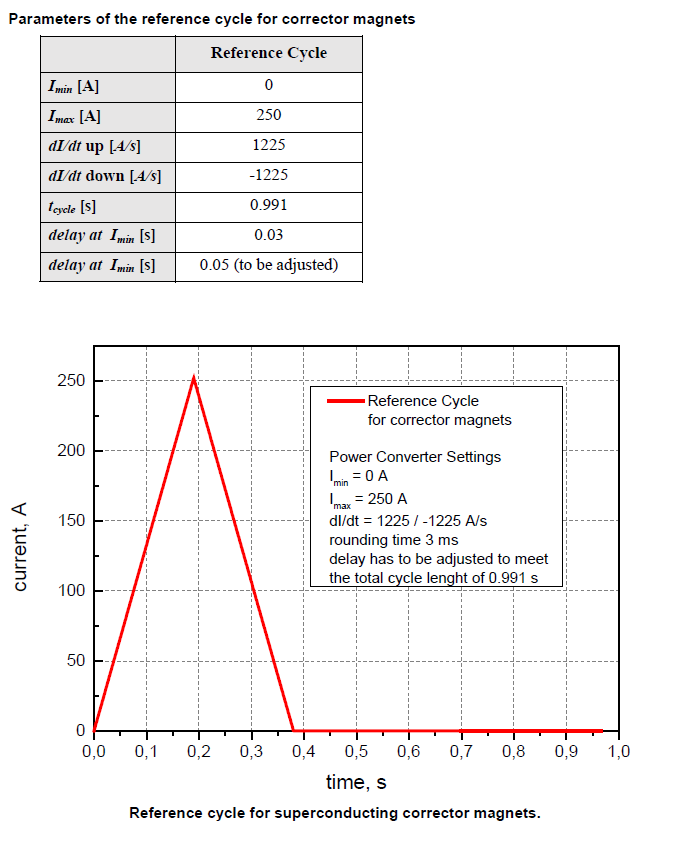 Parameters of the reference cycle for corrector magnets
Reference Cycle
Imin [A] 0
Imax [A] 250
dI/dt up [A/s] 1225
dI/dt down [A/s] -1225
tcycle [s] 0.991
delay at Imin [s] 0.03
delay at Imin [s] 0.05 (to be adjusted)
250
200
150
100
50
0
current, A
Reference Cycle
for corrector magnets
Power Converter Settings
Imin = 0 A
Imax = 250 A
dI/dt = 1225 / -1225 A/s
rounding time 3 ms
delay has to be adjusted to meet
the total cycle lenght of 0.991 s
0,0 0,1 0,2 0,3 0,4 0,5 0,6 0,7 0,8 0,9 1,0
time, s
Reference cycle for superconducting corrector magnets.